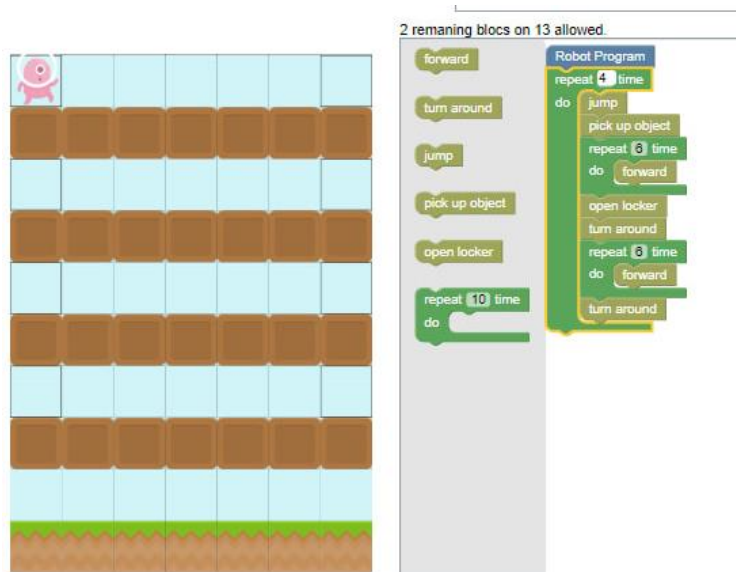 2 remaning blocs on 13 allowed.
forward
turn around
jump
pick up object
open locker
repeat 10 time
do
Robot Program
repeat 4 time
do jump
pick up object
repeat 6 time
do forward
open locker
turn around
repeat 6 time
do forward
turn around